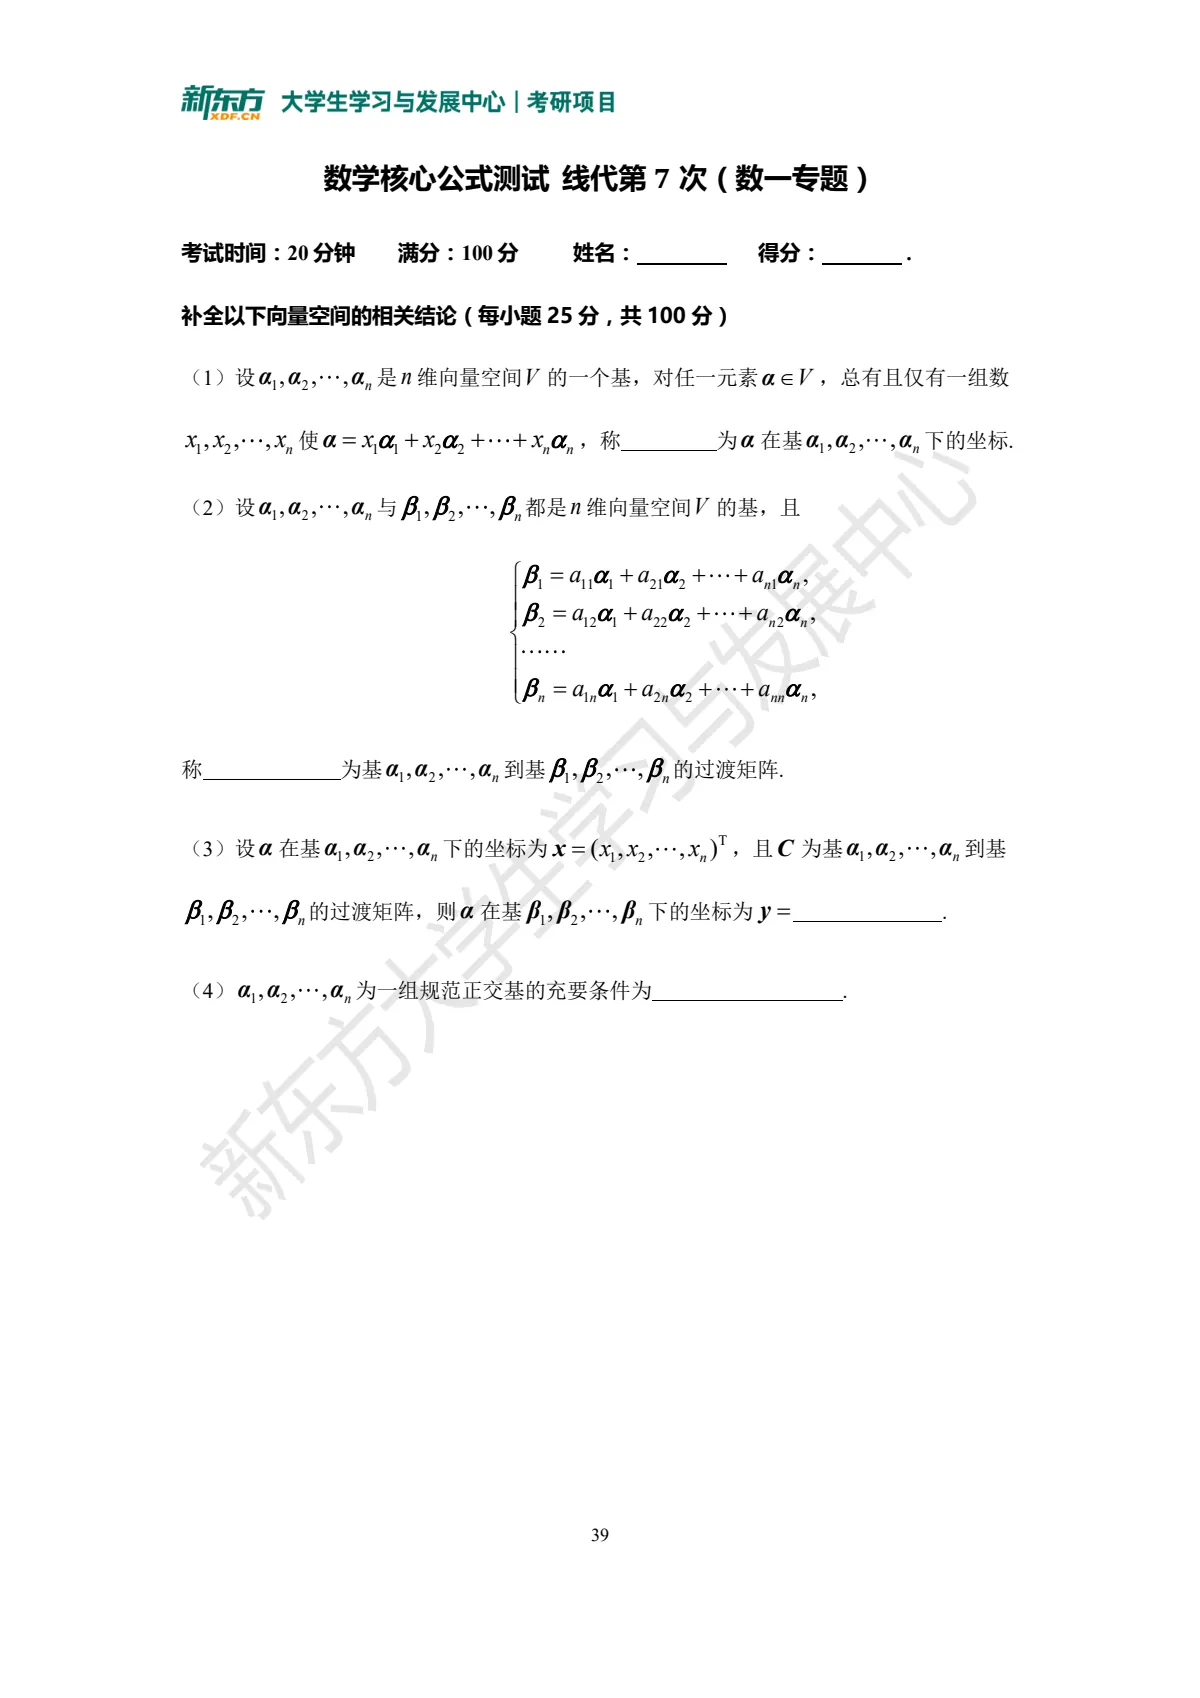 新东方 XDF.CN 大学生学习与发展中心 | 考研项目
数学核心公式测试 线代第 7 次（数一专题）
考试时间：20 分钟 满分：100 分 姓名：________ 得分：_______ .
补全以下向量空间的相关结论（每小题 25 分，共 100 分）
（1）设 α₁,α₂,⋯,αₙ 是 n 维向量空间 V 的一个基，对任一元素 α∈V ，总有且仅有一组数
x₁,x₂,⋯,xₙ 使 α = x₁α₁ + x₂α₂ +⋯+ xₙαₙ ，称_________为 α 在基 α₁,α₂,⋯,αₙ 下的坐标.
（2）设 α₁,α₂,⋯,αₙ 与 β₁,β₂,⋯,βₙ 都是 n 维向量空间 V 的基，且
β₁ = a₁₁α₁ + a₂₁α₂ +⋯+ aₙ₁αₙ,
β₂ = a₁₂α₁ + a₂₂α₂ +⋯+ aₙ₂αₙ,
⋯⋯
βₙ = a₁ₙα₁ + a₂ₙα₂ +⋯+ aₙₙαₙ,
称_____________为基 α₁,α₂,⋯,αₙ 到基 β₁,β₂,⋯,βₙ 的过渡矩阵.
（3）设 α 在基 α₁,α₂,⋯,αₙ 下的坐标为 x = (x₁,x₂,⋯,xₙ)ᵀ ，且 C 为基 α₁,α₂,⋯,αₙ 到基
β₁,β₂,⋯,βₙ 的过渡矩阵，则 α 在基 β₁,β₂,⋯,βₙ 下的坐标为 y = ______________.
（4）α₁,α₂,⋯,αₙ 为一组规范正交基的充要条件为__________________.
新东方大学生学习与发展中心
39